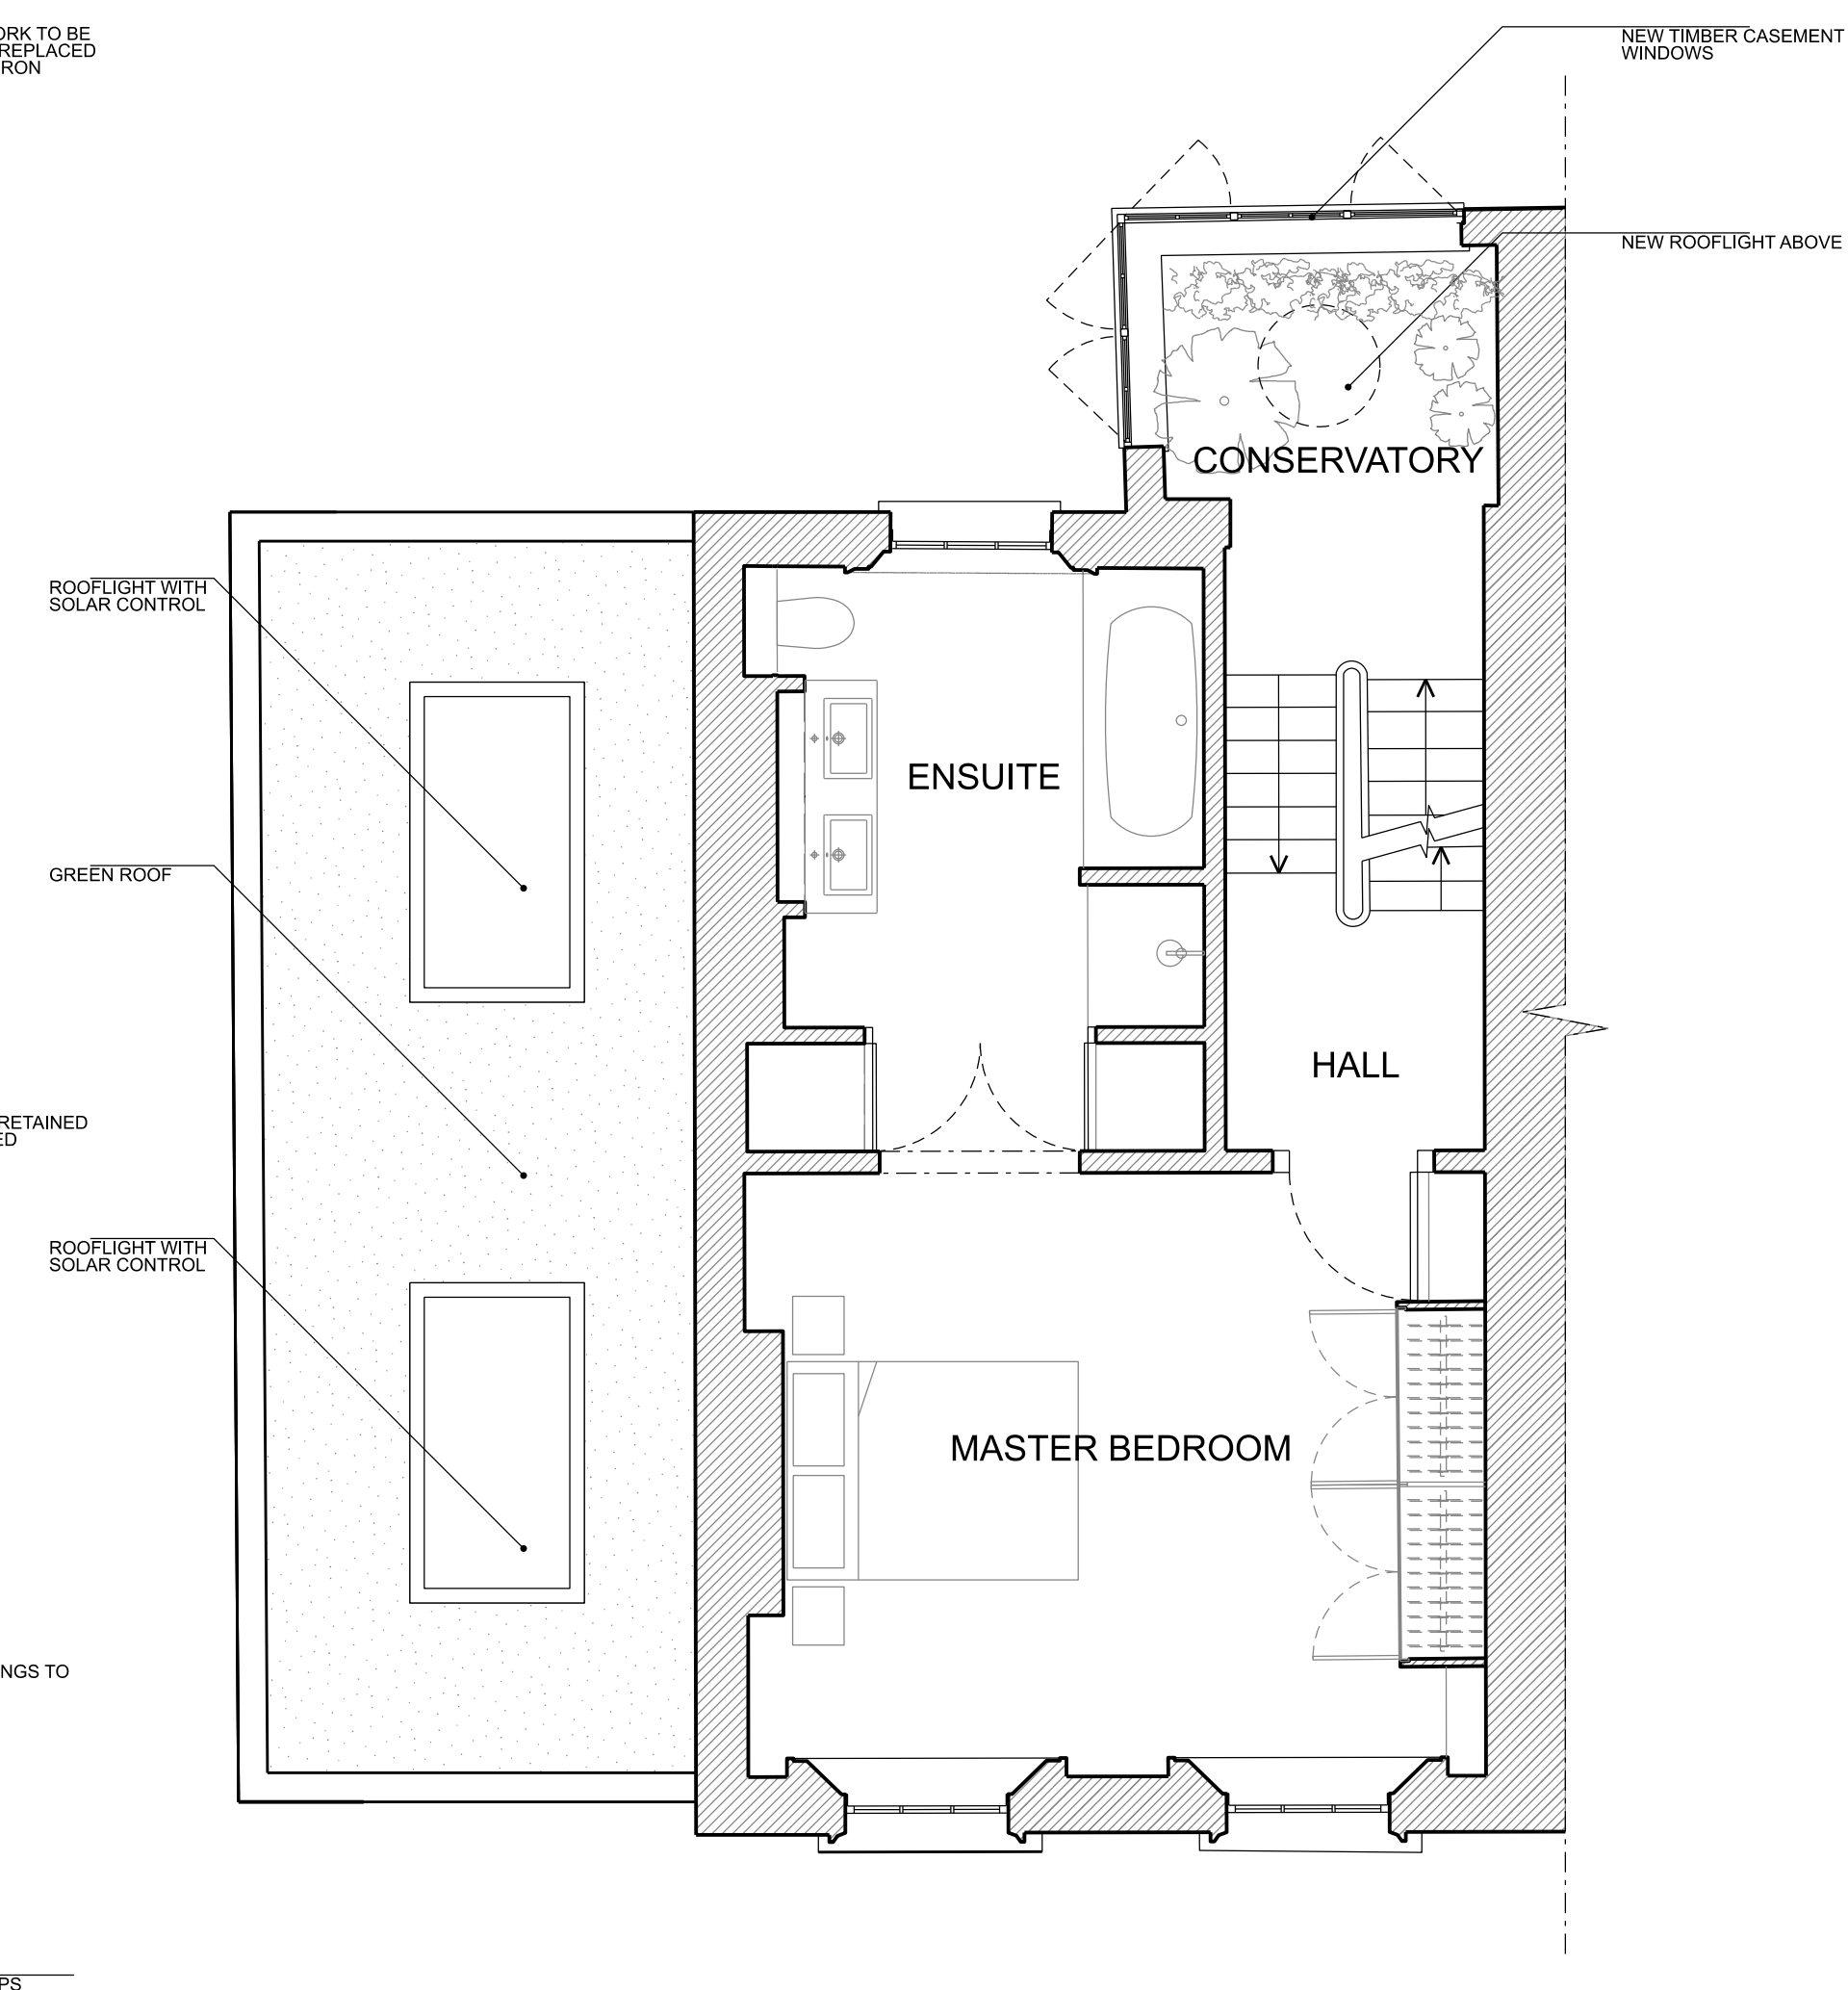 ORK TO BE
REPLACED
RON
NEW TIMBER CASEMENT
WINDOWS
NEW ROOFLIGHT ABOVE
CONSERVATORY
ROOFLIGHT WITH
SOLAR CONTROL
ENSUITE
GREEN ROOF
HALL
RETAINED
ED
ROOFLIGHT WITH
SOLAR CONTROL
MASTER BEDROOM
NGS TO
PS